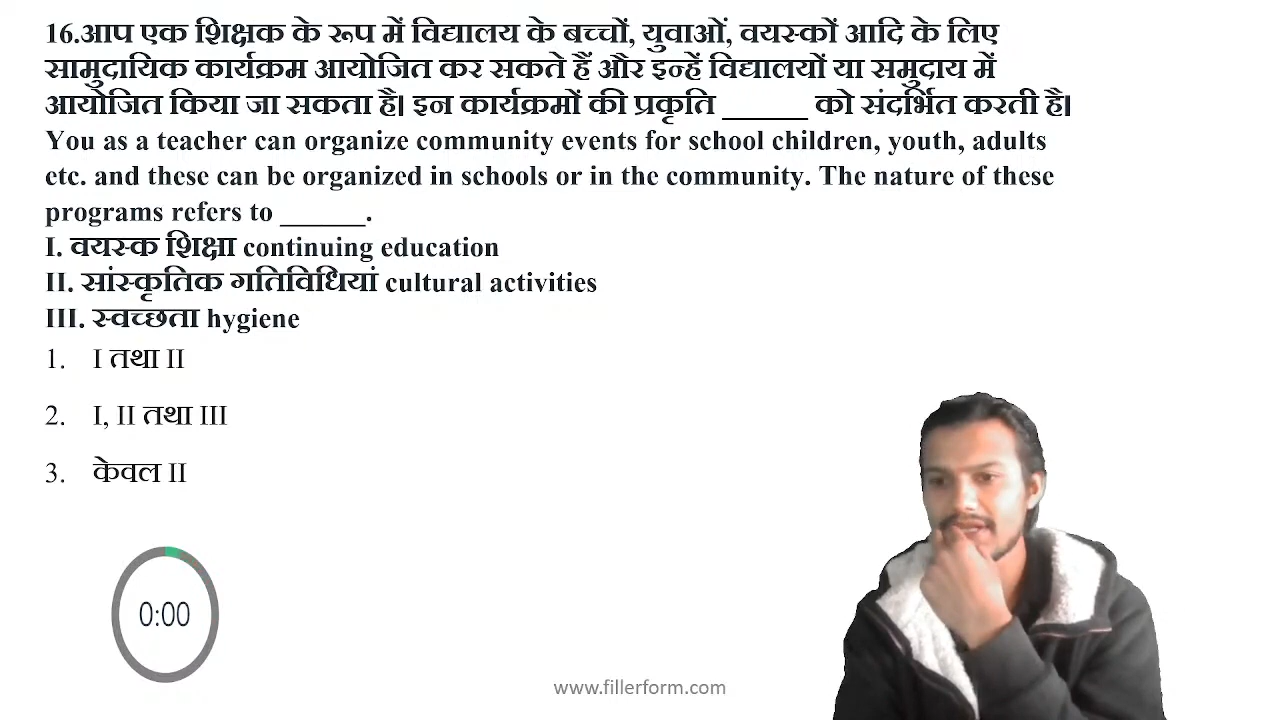 16.आप एक शिक्षक के रूप में विद्यालय के बच्चों, युवाओं, वयस्कों आदि के लिए
सामुदायिक कार्यक्रम आयोजित कर सकते हैं और इन्हें विद्यालयों या समुदाय में
आयोजित किया जा सकता है। इन कार्यक्रमों की प्रकृति ______ को संदर्भित करती है।
You as a teacher can organize community events for school children, youth, adults
etc. and these can be organized in schools or in the community. The nature of these
programs refers to ______.
I. वयस्क शिक्षा continuing education
II. सांस्कृतिक गतिविधियां cultural activities
III. स्वच्छता hygiene
1. I तथा II
2. I, II तथा III
3. केवल II
0:00
www.fillerform.com